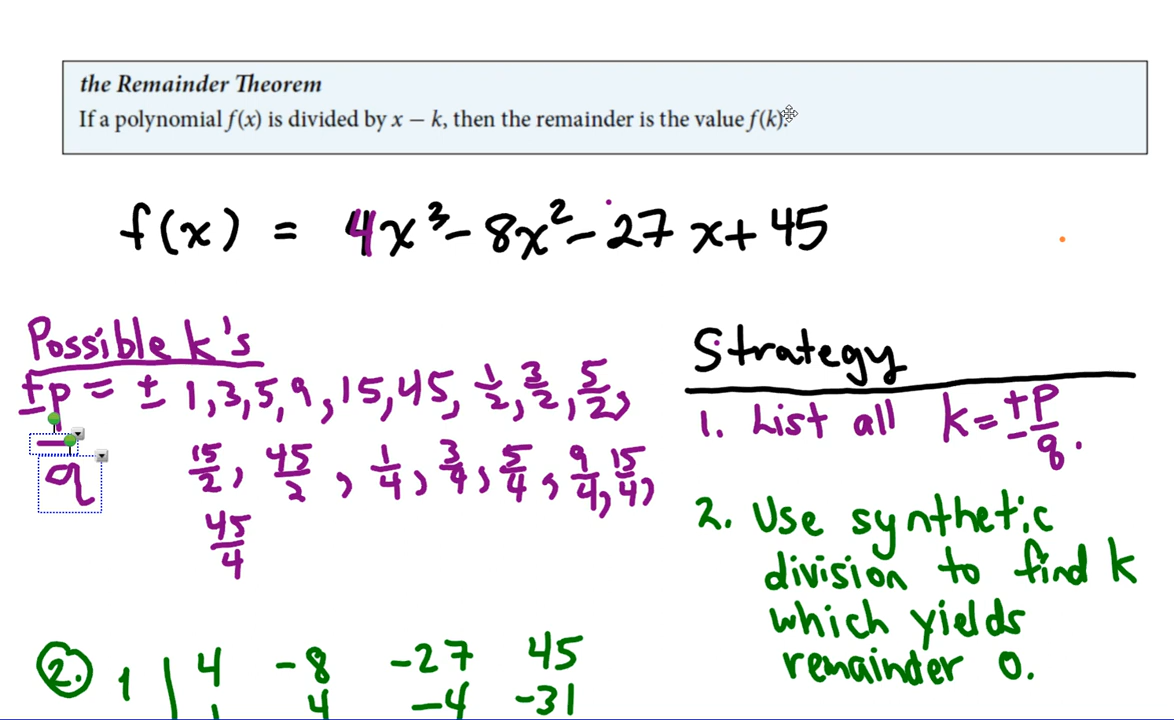 the Remainder Theorem
If a polynomial f(x) is divided by x − k, then the remainder is the value f(k).
f(x) = 4x³ − 8x² − 27x + 45
Possible k's
±p/q = ± 1, 3, 5, 9, 15, 45, 1/2, 3/2, 5/2,
15/2, 45/2, 1/4, 3/4, 5/4, 9/4, 15/4,
45/4
Strategy
1. List all k = ±p/q.
2. Use synthetic
division to find k
which yields
remainder 0.
2. 1 | 4 −8 −27 45
4 −4 −31